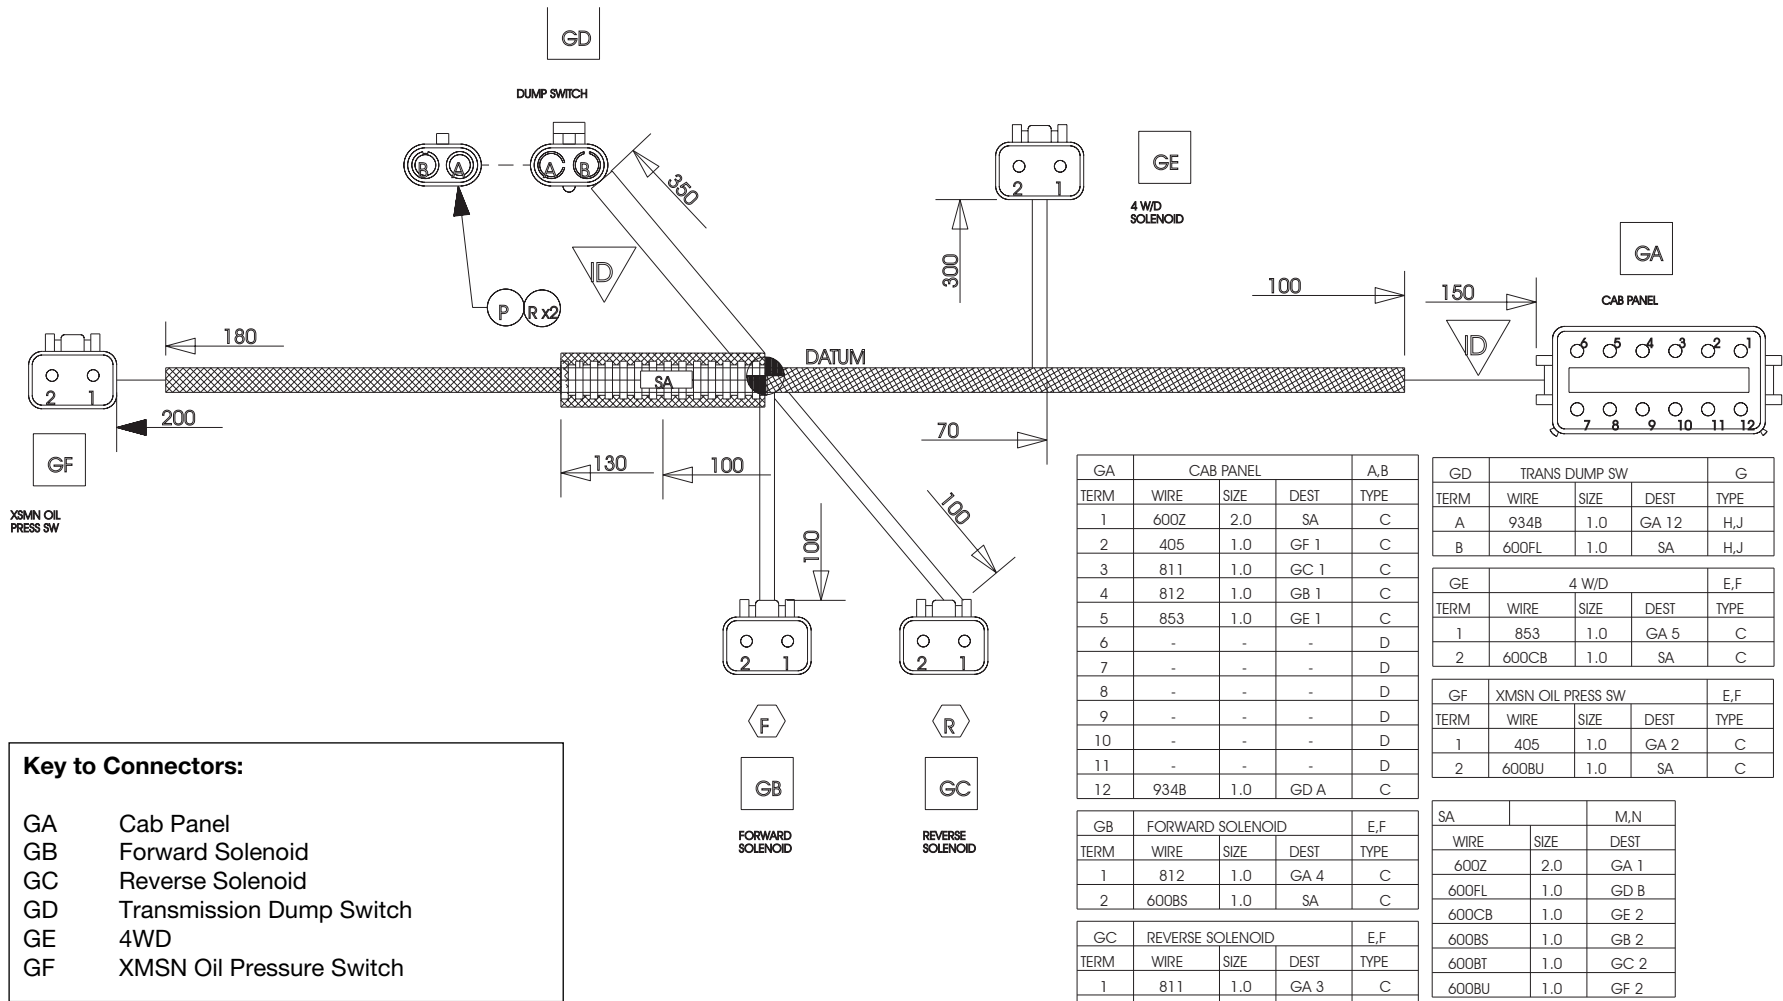 GD
DUMP SWITCH
B A
A B
350
GE
2 1
4 W/D
SOLENOID
300
GA
CAB PANEL
ID
P
R x2
180
100
150
ID
DATUM
SA
6 5 4 3 2 1
7 8 9 10 11 12
2 1
200
GF
XSMN OIL
PRESS SW
130
100
70
100
100
2 1
2 1
F
R
GB
GC
FORWARD
SOLENOID
REVERSE
SOLENOID
Key to Connectors:
GA Cab Panel
GB Forward Solenoid
GC Reverse Solenoid
GD Transmission Dump Switch
GE 4WD
GF XMSN Oil Pressure Switch
GA CAB PANEL A,B
TERM WIRE SIZE DEST TYPE
1 600Z 2.0 SA C
2 405 1.0 GF 1 C
3 811 1.0 GC 1 C
4 812 1.0 GB 1 C
5 853 1.0 GE 1 C
6 - - - D
7 - - - D
8 - - - D
9 - - - D
10 - - - D
11 - - - D
12 934B 1.0 GD A C
GB FORWARD SOLENOID E,F
TERM WIRE SIZE DEST TYPE
1 812 1.0 GA 4 C
2 600BS 1.0 SA C
GC REVERSE SOLENOID E,F
TERM WIRE SIZE DEST TYPE
1 811 1.0 GA 3 C
GD TRANS DUMP SW G
TERM WIRE SIZE DEST TYPE
A 934B 1.0 GA 12 H,J
B 600FL 1.0 SA H,J
GE 4 W/D E,F
TERM WIRE SIZE DEST TYPE
1 853 1.0 GA 5 C
2 600CB 1.0 SA C
GF XMSN OIL PRESS SW E,F
TERM WIRE SIZE DEST TYPE
1 405 1.0 GA 2 C
2 600BU 1.0 SA C
SA M,N
WIRE SIZE DEST
600Z 2.0 GA 1
600FL 1.0 GD B
600CB 1.0 GE 2
600BS 1.0 GB 2
600BT 1.0 GC 2
600BU 1.0 GF 2